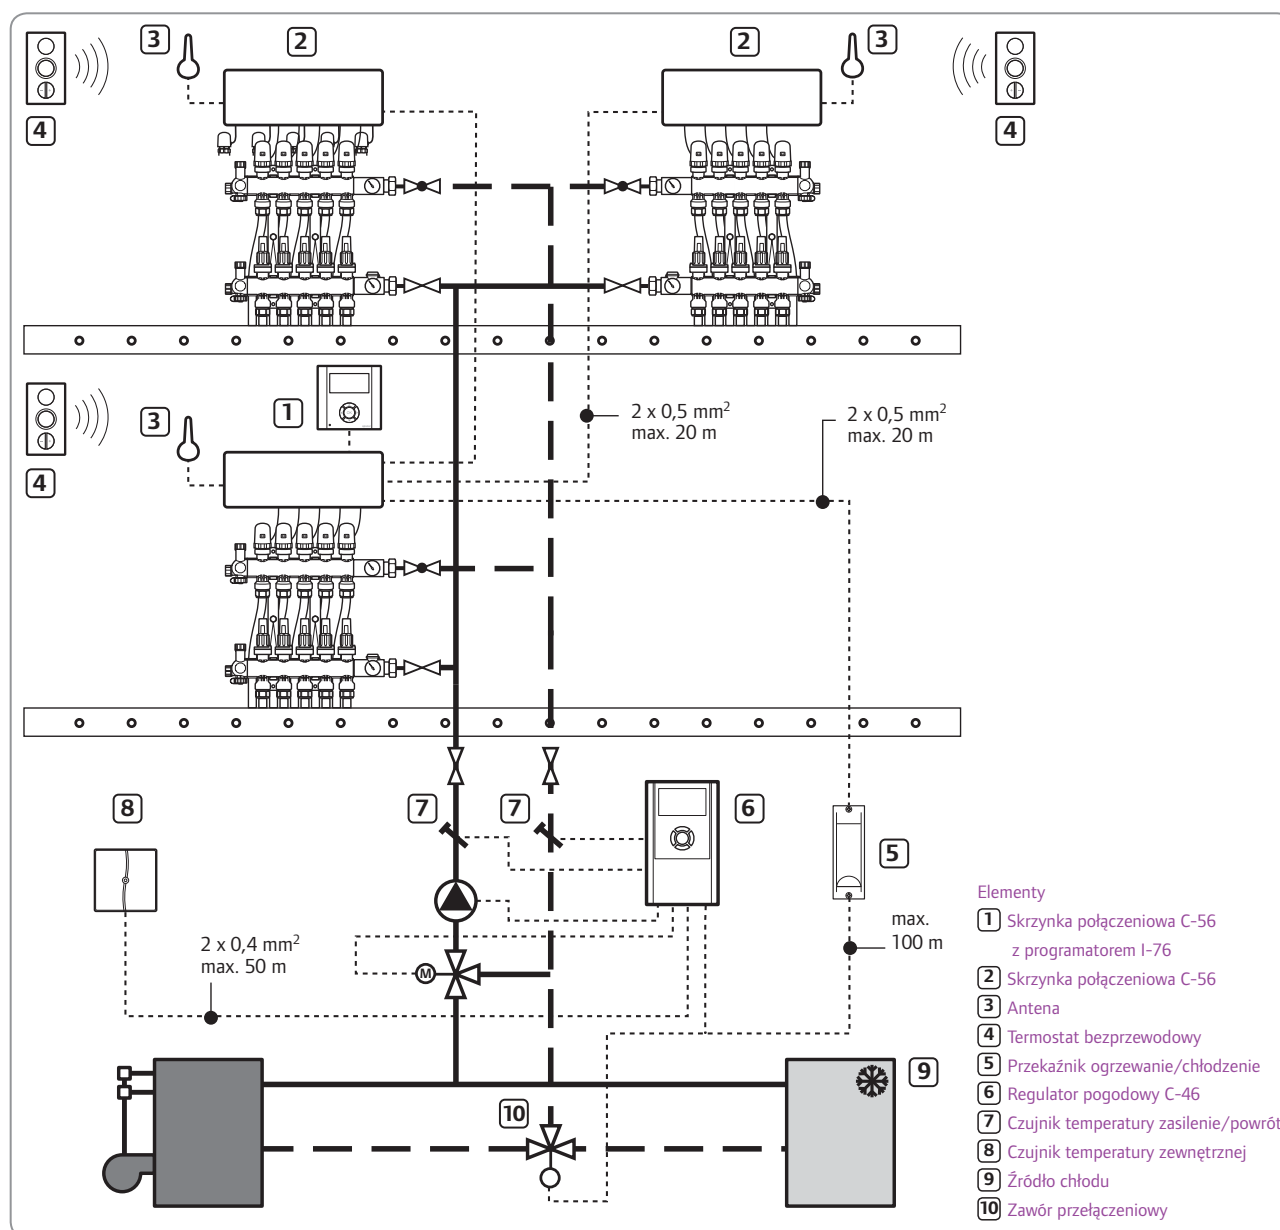 3
2
2
3
4
4
1
3
4
2 x 0,5 mm²
max. 20 m
2 x 0,5 mm²
max. 20 m
8
7
7
6
5
2 x 0,4 mm²
max. 50 m
max.
100 m
M
9
10
Elementy
1 Skrzynka połączeniowa C-56
z programatorem I-76
2 Skrzynka połączeniowa C-56
3 Antena
4 Termostat bezprzewodowy
5 Przekaźnik ogrzewanie/chłodzenie
6 Regulator pogodowy C-46
7 Czujnik temperatury zasilenie/powrót
8 Czujnik temperatury zewnętrznej
9 Źródło chłodu
10 Zawór przełączeniowy